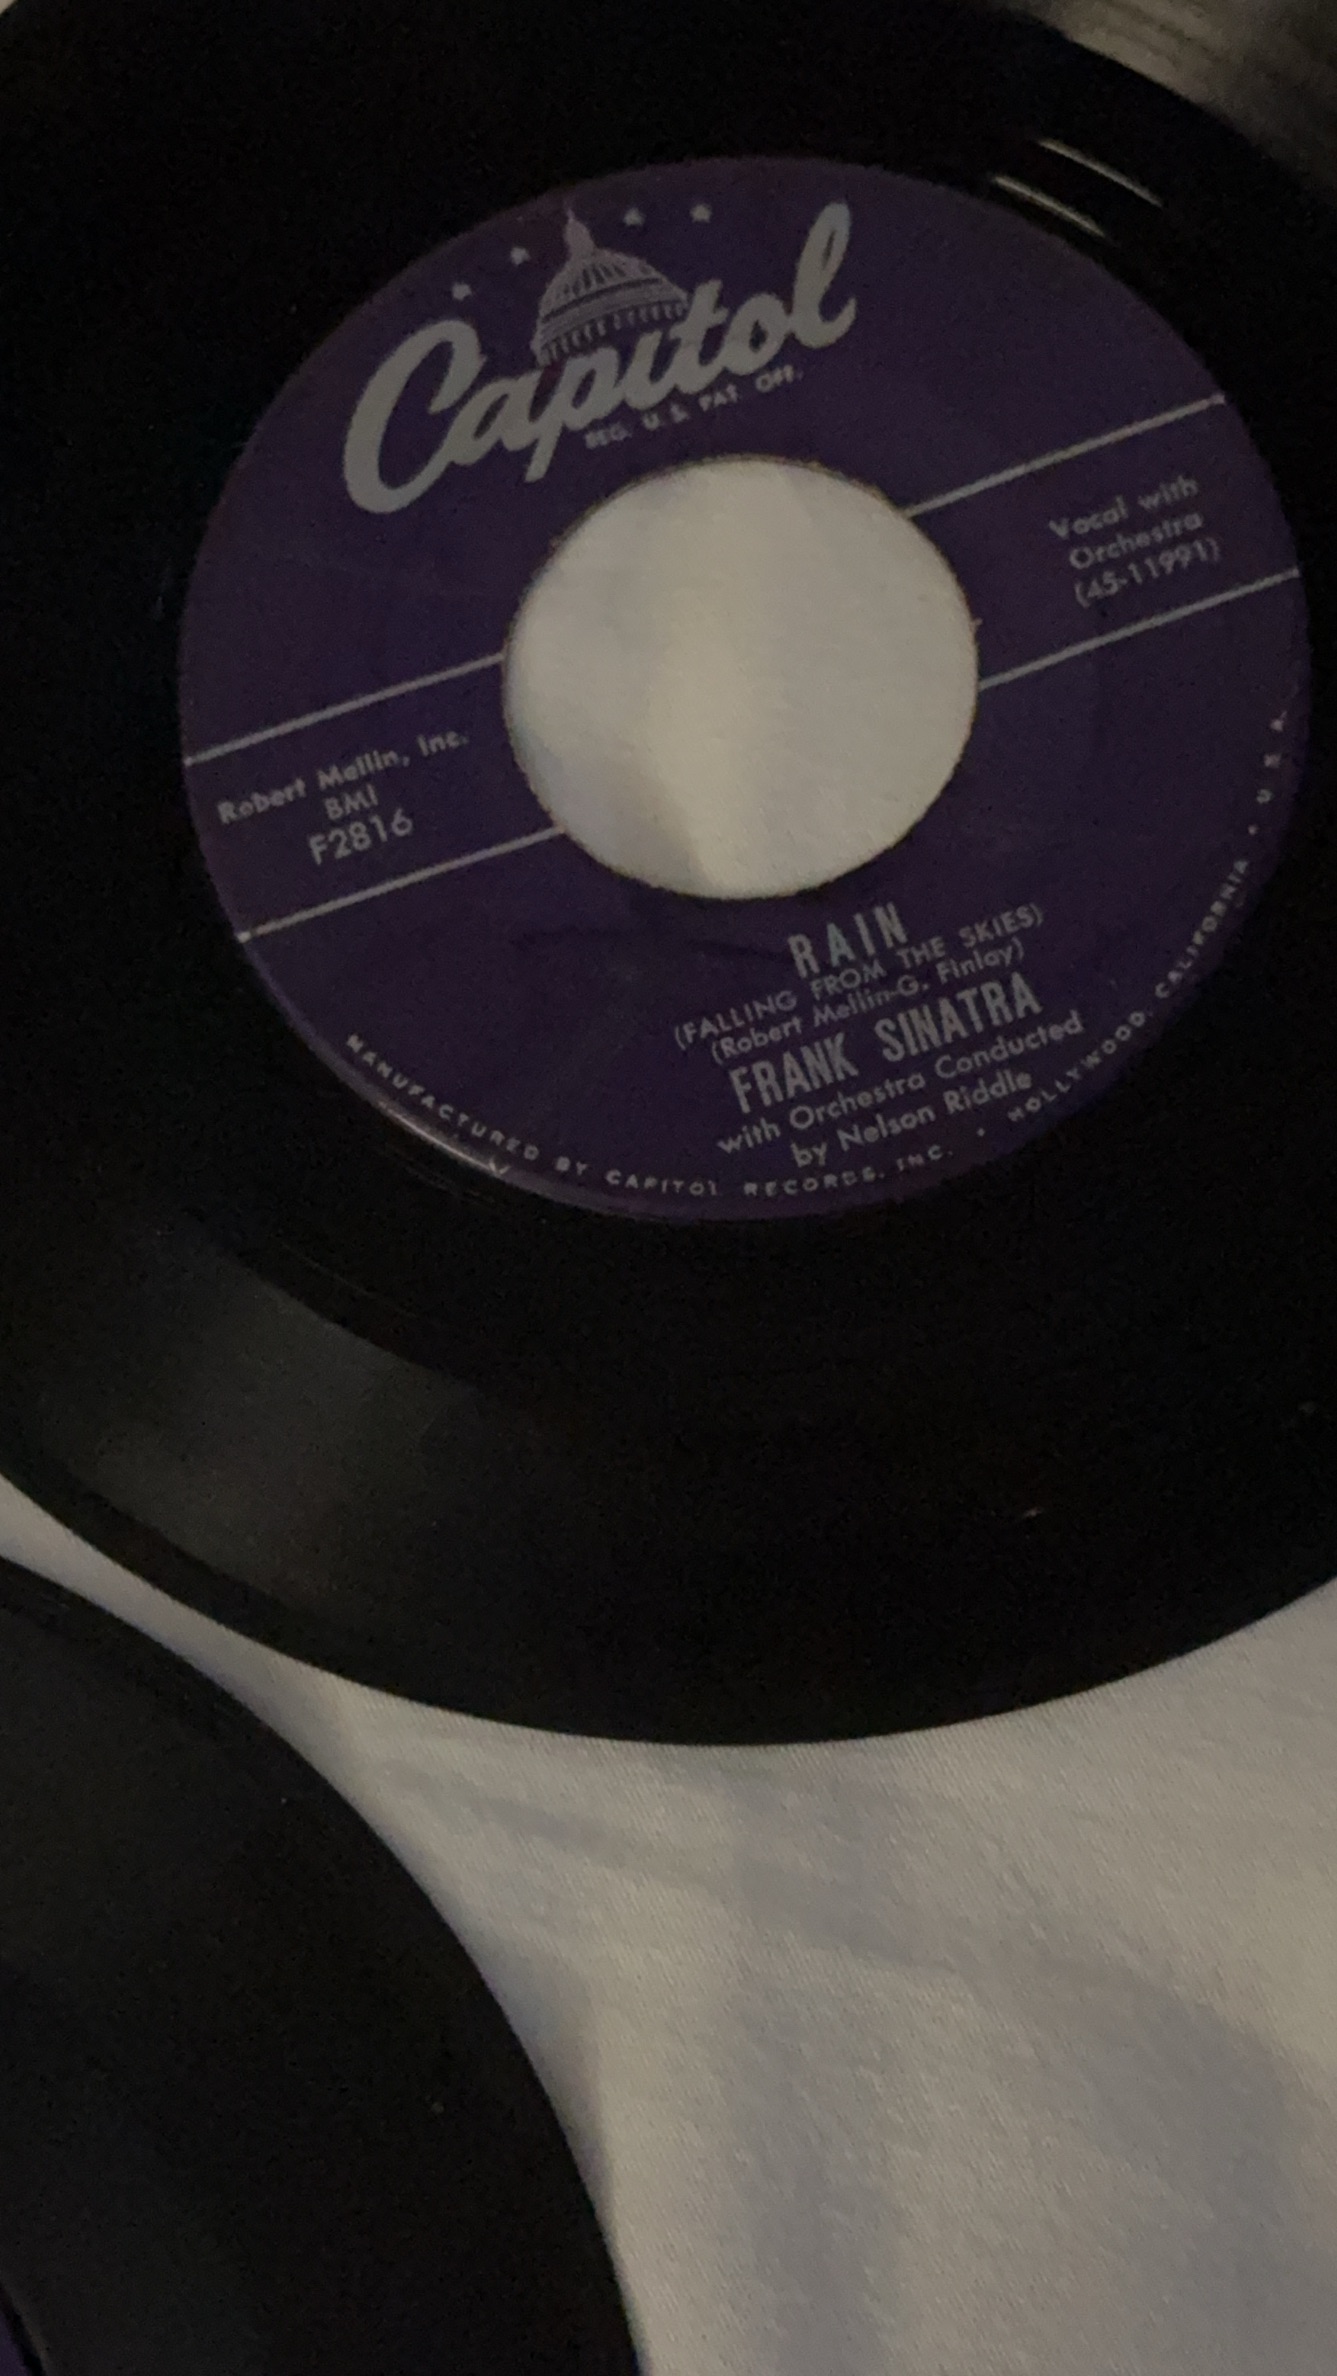 Capitol
REG. U. S. PAT. OFF.
Vocal with
Orchestra
(45-11991)
Robert Mellin, Inc.
BMI
F2816
RAIN
(FALLING FROM THE SKIES)
(Robert Mellin-G. Finlay)
FRANK SINATRA
with Orchestra Conducted
by Nelson Riddle
MANUFACTURED BY CAPITOL RECORDS, INC. • HOLLYWOOD, CALIFORNIA • U. S. A.